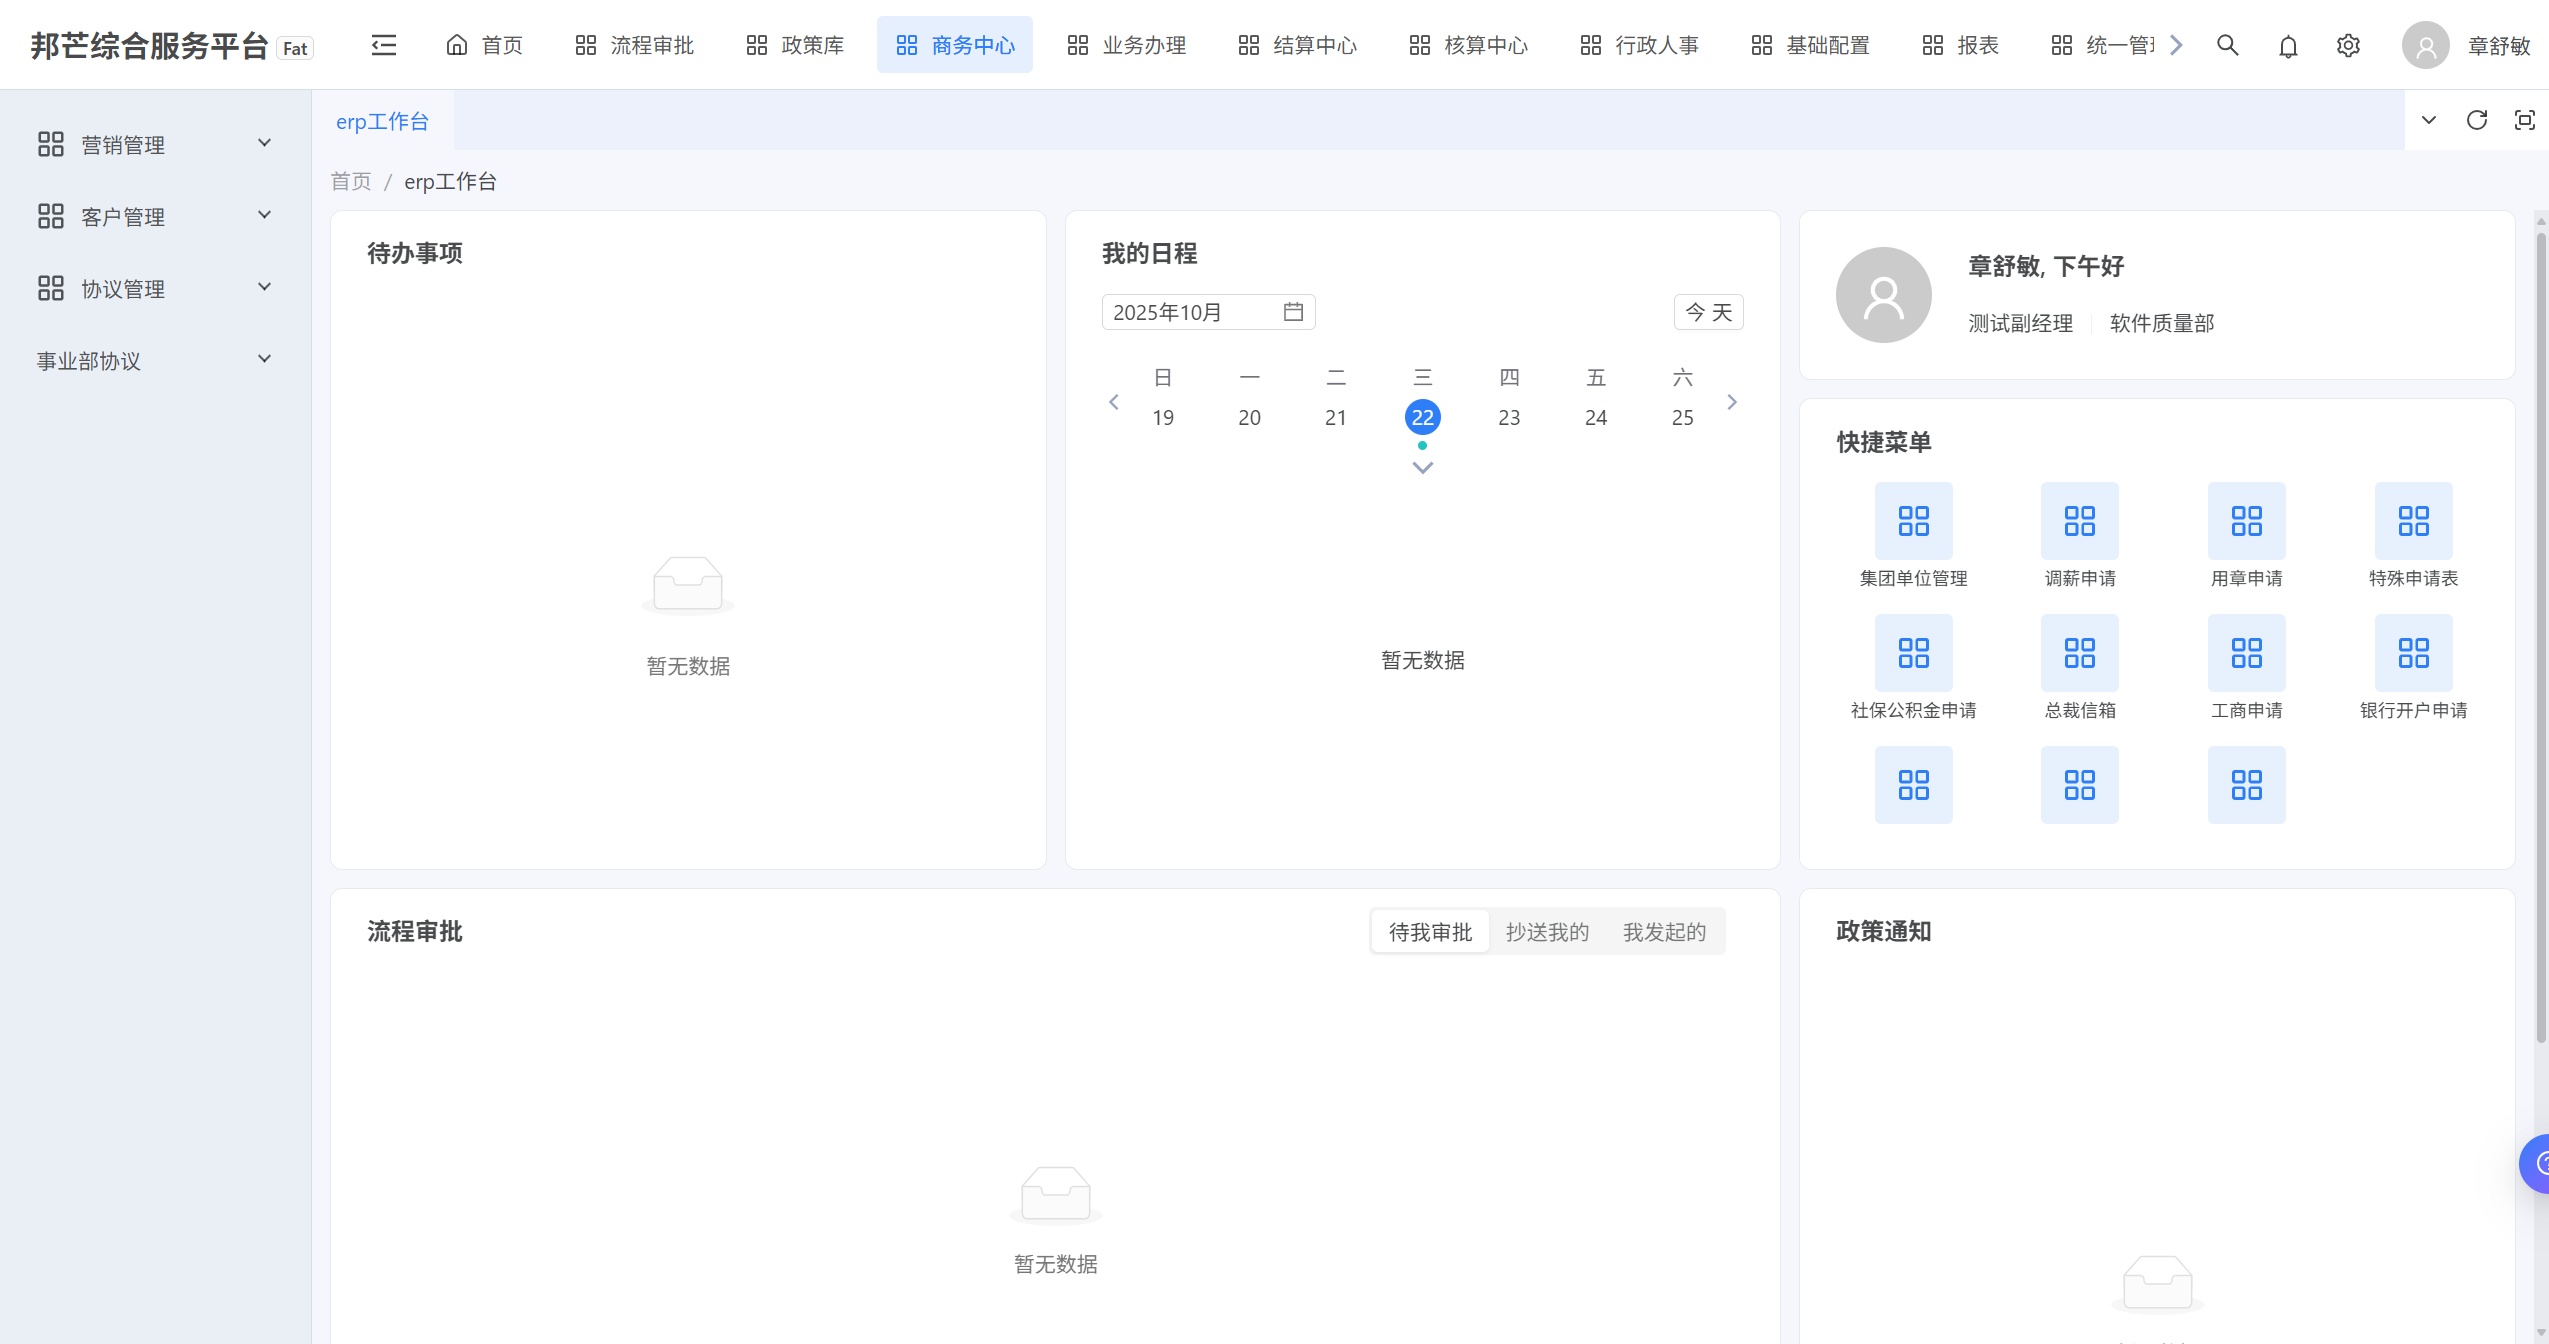 邦芒综合服务平台 Fat
首页 流程审批 政策库 商务中心 业务办理 结算中心 核算中心 行政人事 基础配置 报表 统一管
章舒敏
营销管理
客户管理
协议管理
事业部协议
erp工作台
首页 / erp工作台
待办事项
暂无数据
我的日程
2025年10月
今天
日 一 二 三 四 五 六
19 20 21 22 23 24 25
暂无数据
章舒敏, 下午好
测试副经理 软件质量部
快捷菜单
集团单位管理 调薪申请 用章申请 特殊申请表
社保公积金申请 总裁信箱 工商申请 银行开户申请
流程审批
待我审批 抄送我的 我发起的
暂无数据
政策通知